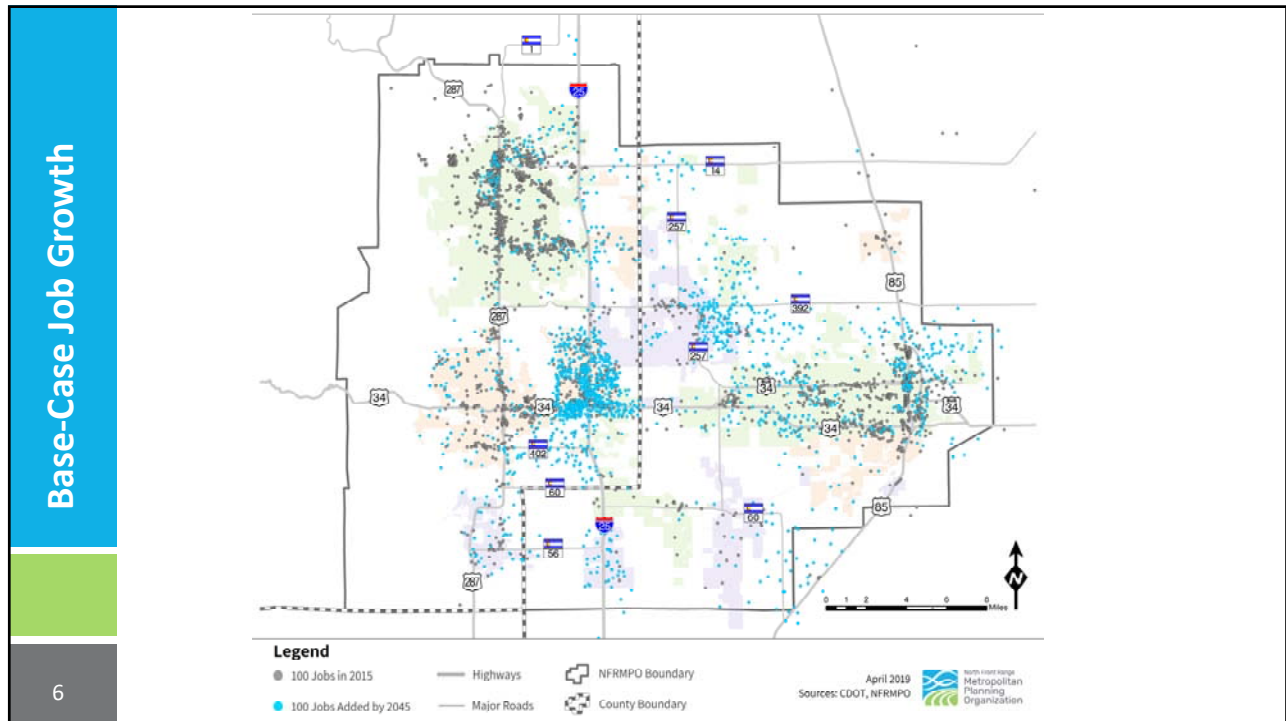 Base-Case Job Growth
1
287
25
14
257
85
392
287
257
34
34
34
34
34
34
402
60
85
60
25
56
287
N
0 1 2 4 6 8
Miles
Legend
100 Jobs in 2015
Highways
NFRMPO Boundary
100 Jobs Added by 2045
Major Roads
County Boundary
April 2019
Sources: CDOT, NFRMPO
North Front Range
Metropolitan
Planning
Organization
6